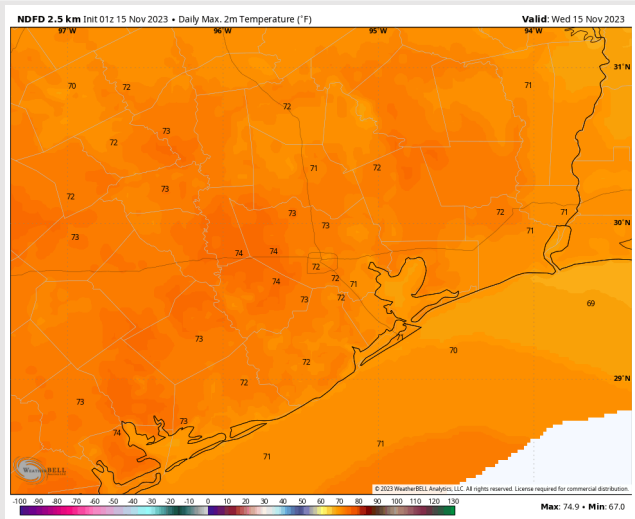 NDFD 2.5 km Init 01z 15 Nov 2023 • Daily Max. 2m Temperature (°F) Valid: Wed 15 Nov 2023
97°W 96°W 95°W 94°W
31°N
70 72 71
72
73
72
71 72
73
72
73 72 71
30°N
73 71
73
74 74
72
72
74 71
73 72
69
71
73
70
72
29°N
72
73
73
74
71
71
WeatherBELL
© 2023 WeatherBELL Analytics, LLC. All rights reserved. License required for commercial distribution.
-100 -90 -80 -70 -60 -50 -40 -30 -20 -10 0 10 20 30 40 50 60 70 80 90 100 110 120 130
Max: 74.9 • Min: 67.0